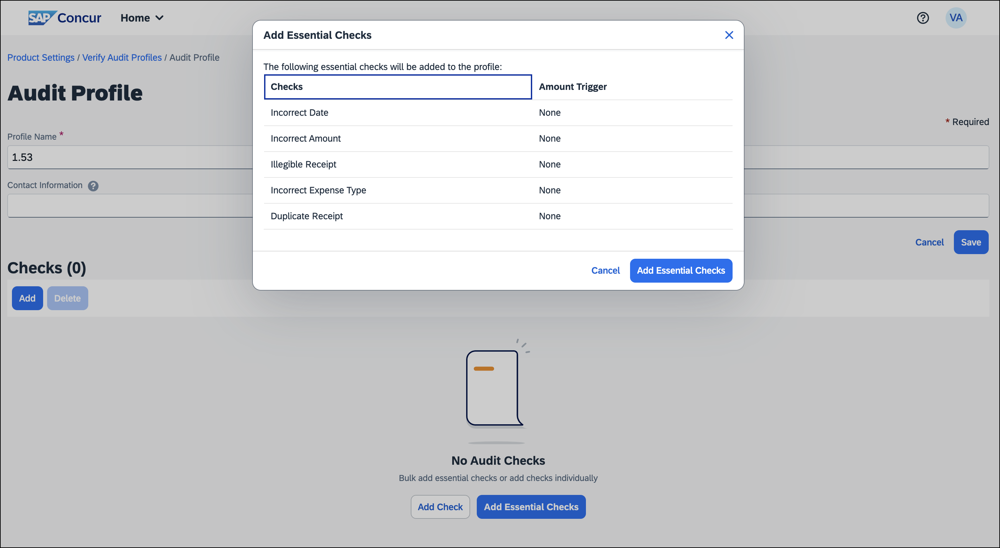 SAP Concur Home VA
Product Settings / Verify Audit Profiles / Audit Profile
Audit Profile
* Required
Profile Name *
1.53
Contact Information ?
Cancel Save
Checks (0)
Add Delete
Add Essential Checks
The following essential checks will be added to the profile:
Checks Amount Trigger
Incorrect Date None
Incorrect Amount None
Illegible Receipt None
Incorrect Expense Type None
Duplicate Receipt None
Cancel Add Essential Checks
No Audit Checks
Bulk add essential checks or add checks individually
Add Check Add Essential Checks